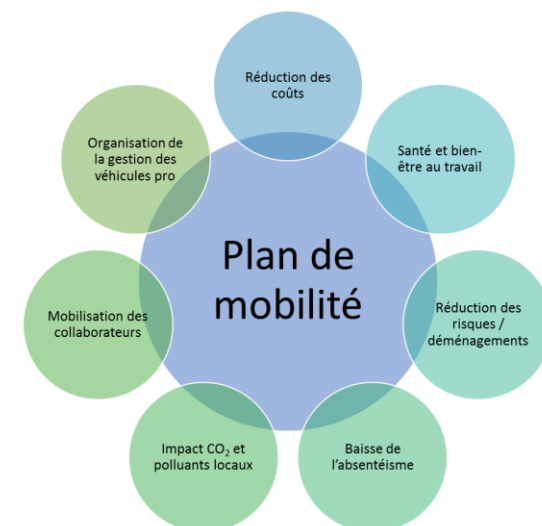 Réduction des
coûts
Santé et bien-
être au travail
Réduction des
risques /
déménagements
Baisse de
l'absentéisme
Impact CO₂ et
polluants locaux
Mobilisation des
collaborateurs
Organisation de
la gestion des
véhicules pro
Plan de
mobilité